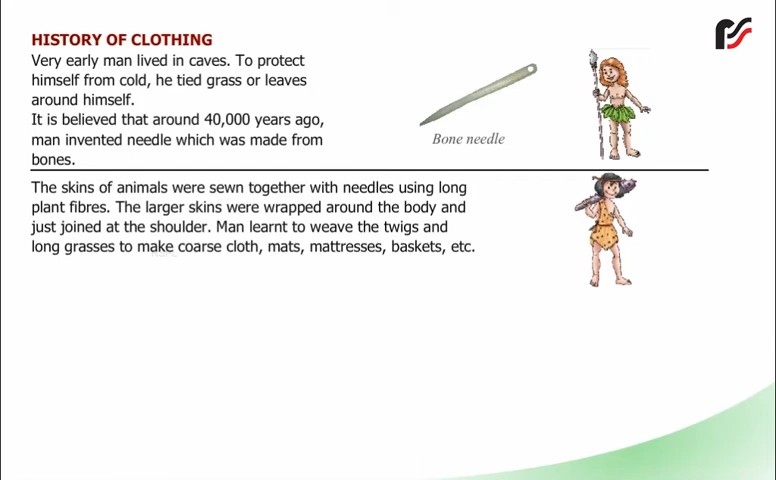 HISTORY OF CLOTHING
Very early man lived in caves. To protect
himself from cold, he tied grass or leaves
around himself.
It is believed that around 40,000 years ago,
man invented needle which was made from
bones.
Bone needle
The skins of animals were sewn together with needles using long
plant fibres. The larger skins were wrapped around the body and
just joined at the shoulder. Man learnt to weave the twigs and
long grasses to make coarse cloth, mats, mattresses, baskets, etc.